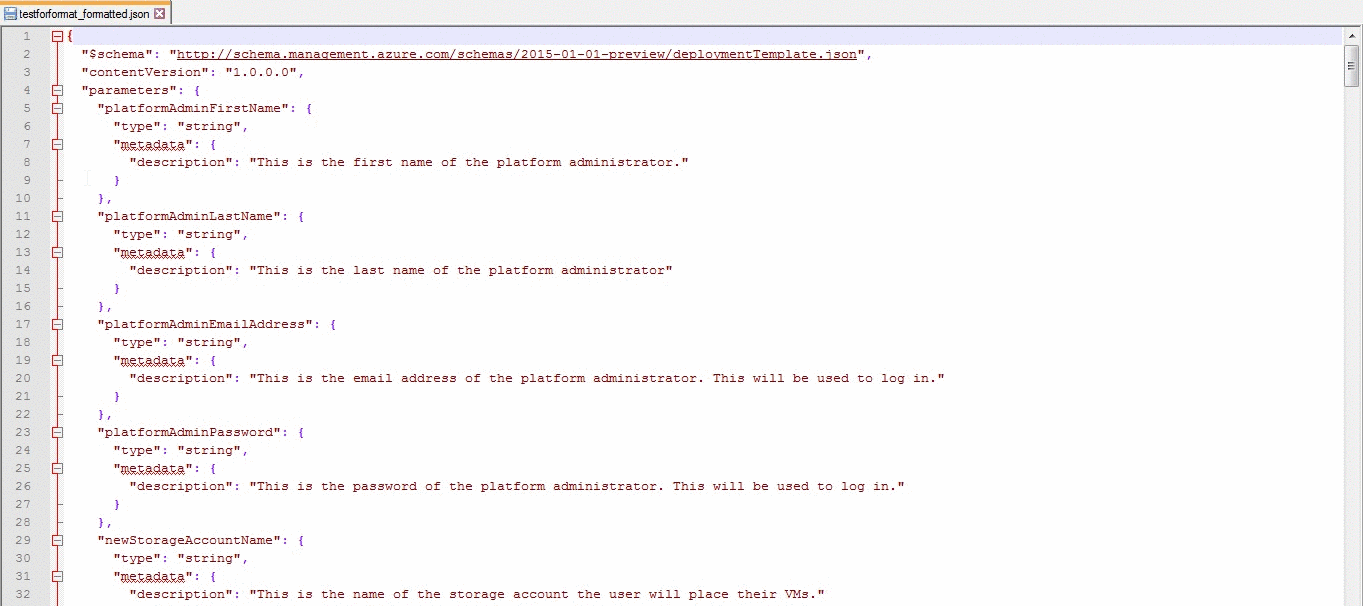 testforformat_formatted.json
1 {
2 "$schema": "http://schema.management.azure.com/schemas/2015-01-01-preview/deploymentTemplate.json",
3 "contentVersion": "1.0.0.0",
4 "parameters": {
5 "platformAdminFirstName": {
6 "type": "string",
7 "metadata": {
8 "description": "This is the first name of the platform administrator."
9 }
10 },
11 "platformAdminLastName": {
12 "type": "string",
13 "metadata": {
14 "description": "This is the last name of the platform administrator"
15 }
16 },
17 "platformAdminEmailAddress": {
18 "type": "string",
19 "metadata": {
20 "description": "This is the email address of the platform administrator. This will be used to log in."
21 }
22 },
23 "platformAdminPassword": {
24 "type": "string",
25 "metadata": {
26 "description": "This is the password of the platform administrator. This will be used to log in."
27 }
28 },
29 "newStorageAccountName": {
30 "type": "string",
31 "metadata": {
32 "description": "This is the name of the storage account the user will place their VMs."